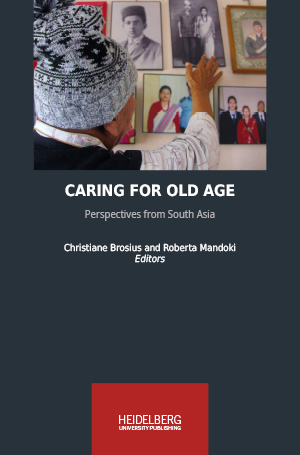 CARING FOR OLD AGE
Perspectives from South Asia
Christiane Brosius and Roberta Mandoki
Editors
HEIDELBERG
UNIVERSITY PUBLISHING